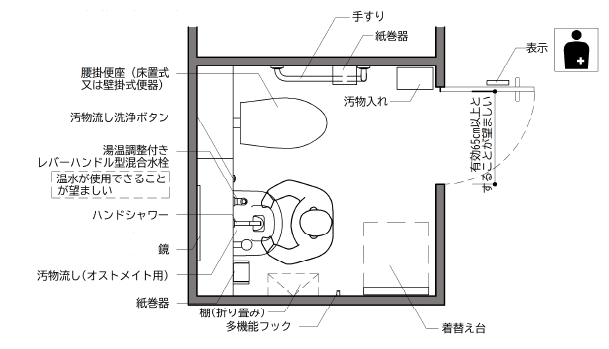 手すり
紙巻器
表示
腰掛便座（床置式
又は壁掛式便器）
汚物入れ
汚物流し洗浄ボタン
有効65cm以上と
することが望ましい
湯温調整付き
レバーハンドル型混合水栓
温水が使用できること
が望ましい
ハンドシャワー
鏡
汚物流し（オストメイト用）
紙巻器
棚（折り畳み）
多機能フック
着替え台